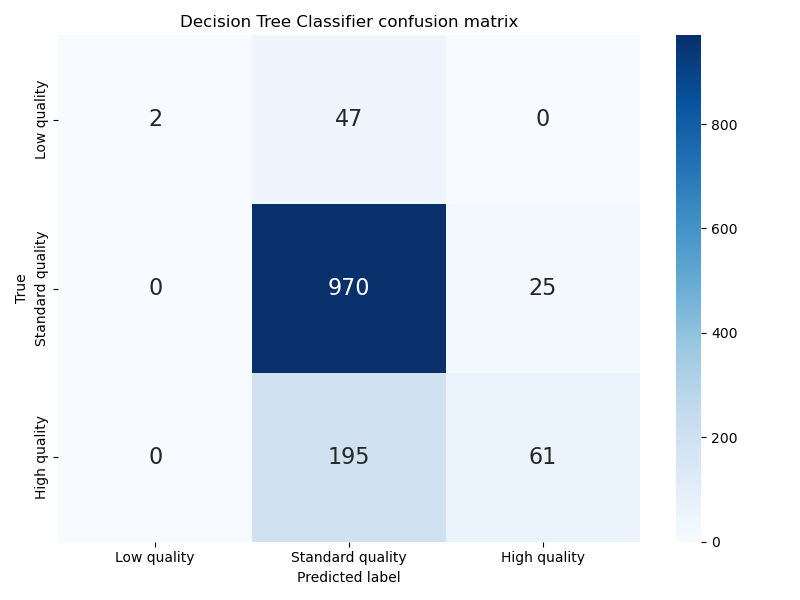 Decision Tree Classifier confusion matrix
Low quality
2 47 0
800
True
Standard quality
0 970 25
600
400
High quality
0 195 61
200
0
Low quality Standard quality High quality
Predicted label